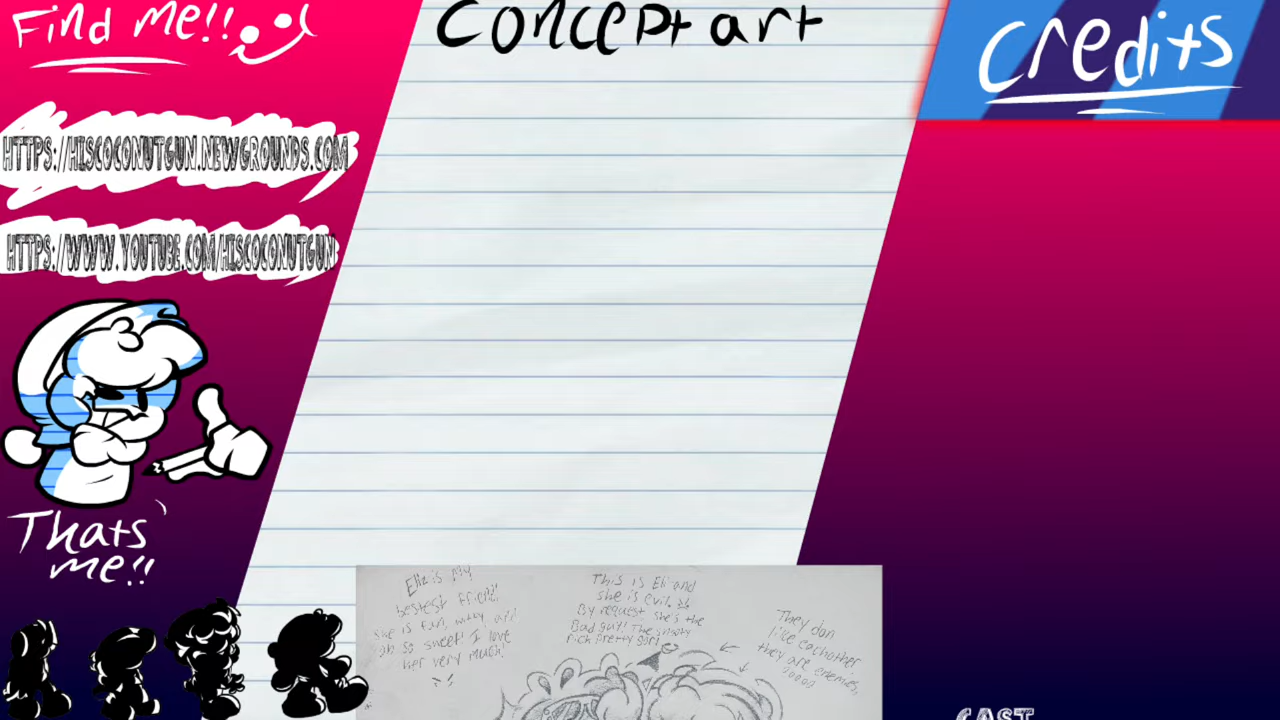 Find me!!
HTTPS://HISCOCONUTGUN.NEWGROUNDS.COM
HTTPS://WWW.YOUTUBE.COM/HISCOCONUTGUN
Thats'
me!!
Concept art
Credits
Eliz is My
bestest friend!
she is fun, witty, and
oh so sweet! I love
her very much!
This is Eli and
she is evil.
By request she's the
Bad guy! The snooty
rich pretty girl
They don
like eachother
they are enemies,
CAST